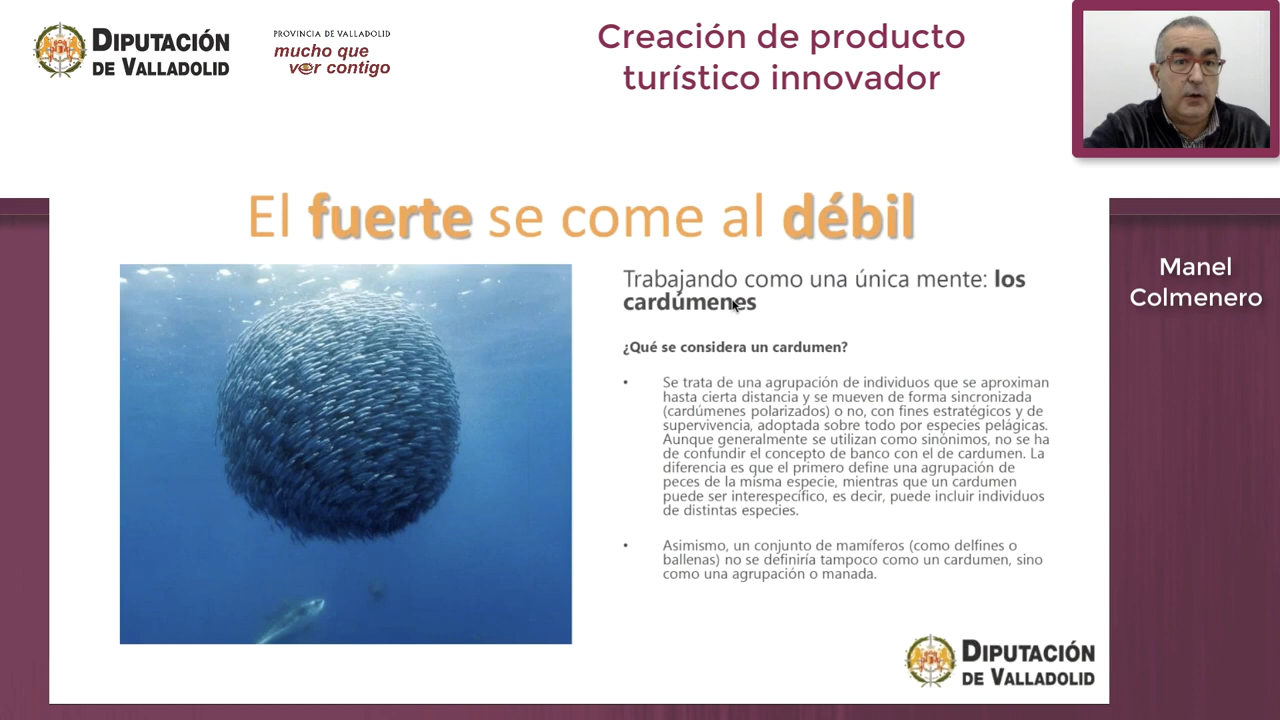 DIPUTACIÓN
DE VALLADOLID
PROVINCIA DE VALLADOLID
mucho que
ver contigo
Creación de producto
turístico innovador
El fuerte se come al débil
Trabajando como una única mente: los
cardúmenes
¿Qué se considera un cardumen?
• Se trata de una agrupación de individuos que se aproximan
hasta cierta distancia y se mueven de forma sincronizada
(cardúmenes polarizados) o no, con fines estratégicos y de
supervivencia, adoptada sobre todo por especies pelágicas.
Aunque generalmente se utilizan como sinónimos, no se ha
de confundir el concepto de banco con el de cardumen. La
diferencia es que el primero define una agrupación de
peces de la misma especie, mientras que un cardumen
puede ser interespecífico, es decir, puede incluir individuos
de distintas especies.
• Asimismo, un conjunto de mamíferos (como delfines o
ballenas) no se definiría tampoco como un cardumen, sino
como una agrupación o manada.
Manel
Colmenero
DIPUTACIÓN
DE VALLADOLID